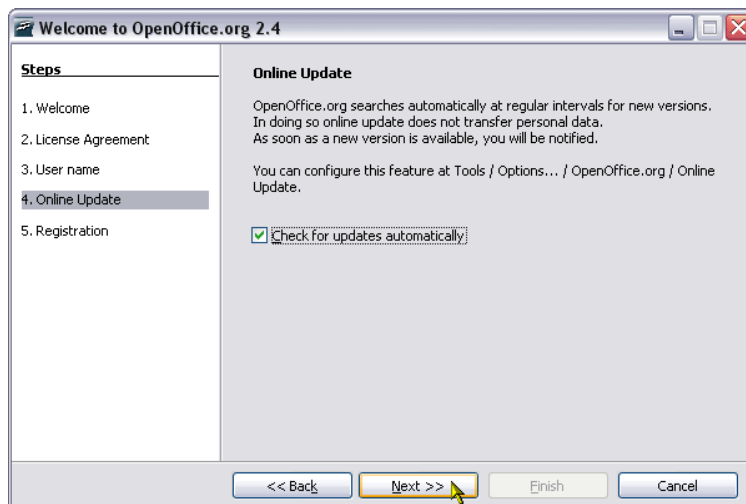 Welcome to OpenOffice.org 2.4
Steps
1. Welcome
2. License Agreement
3. User name
4. Online Update
5. Registration
Online Update
OpenOffice.org searches automatically at regular intervals for new versions.
In doing so online update does not transfer personal data.
As soon as a new version is available, you will be notified.
You can configure this feature at Tools / Options... / OpenOffice.org / Online
Update.
Check for updates automatically
<< Back
Next >>
Finish
Cancel